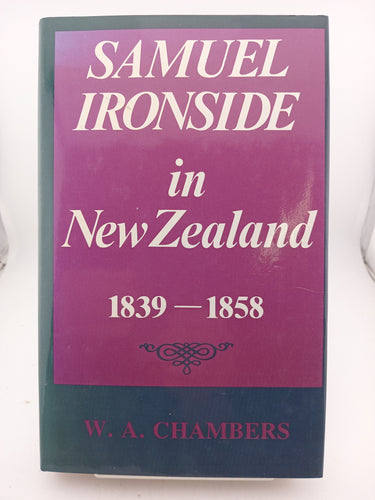 SAMUEL
IRONSIDE
in
New Zealand
1839—1858
W. A. CHAMBERS